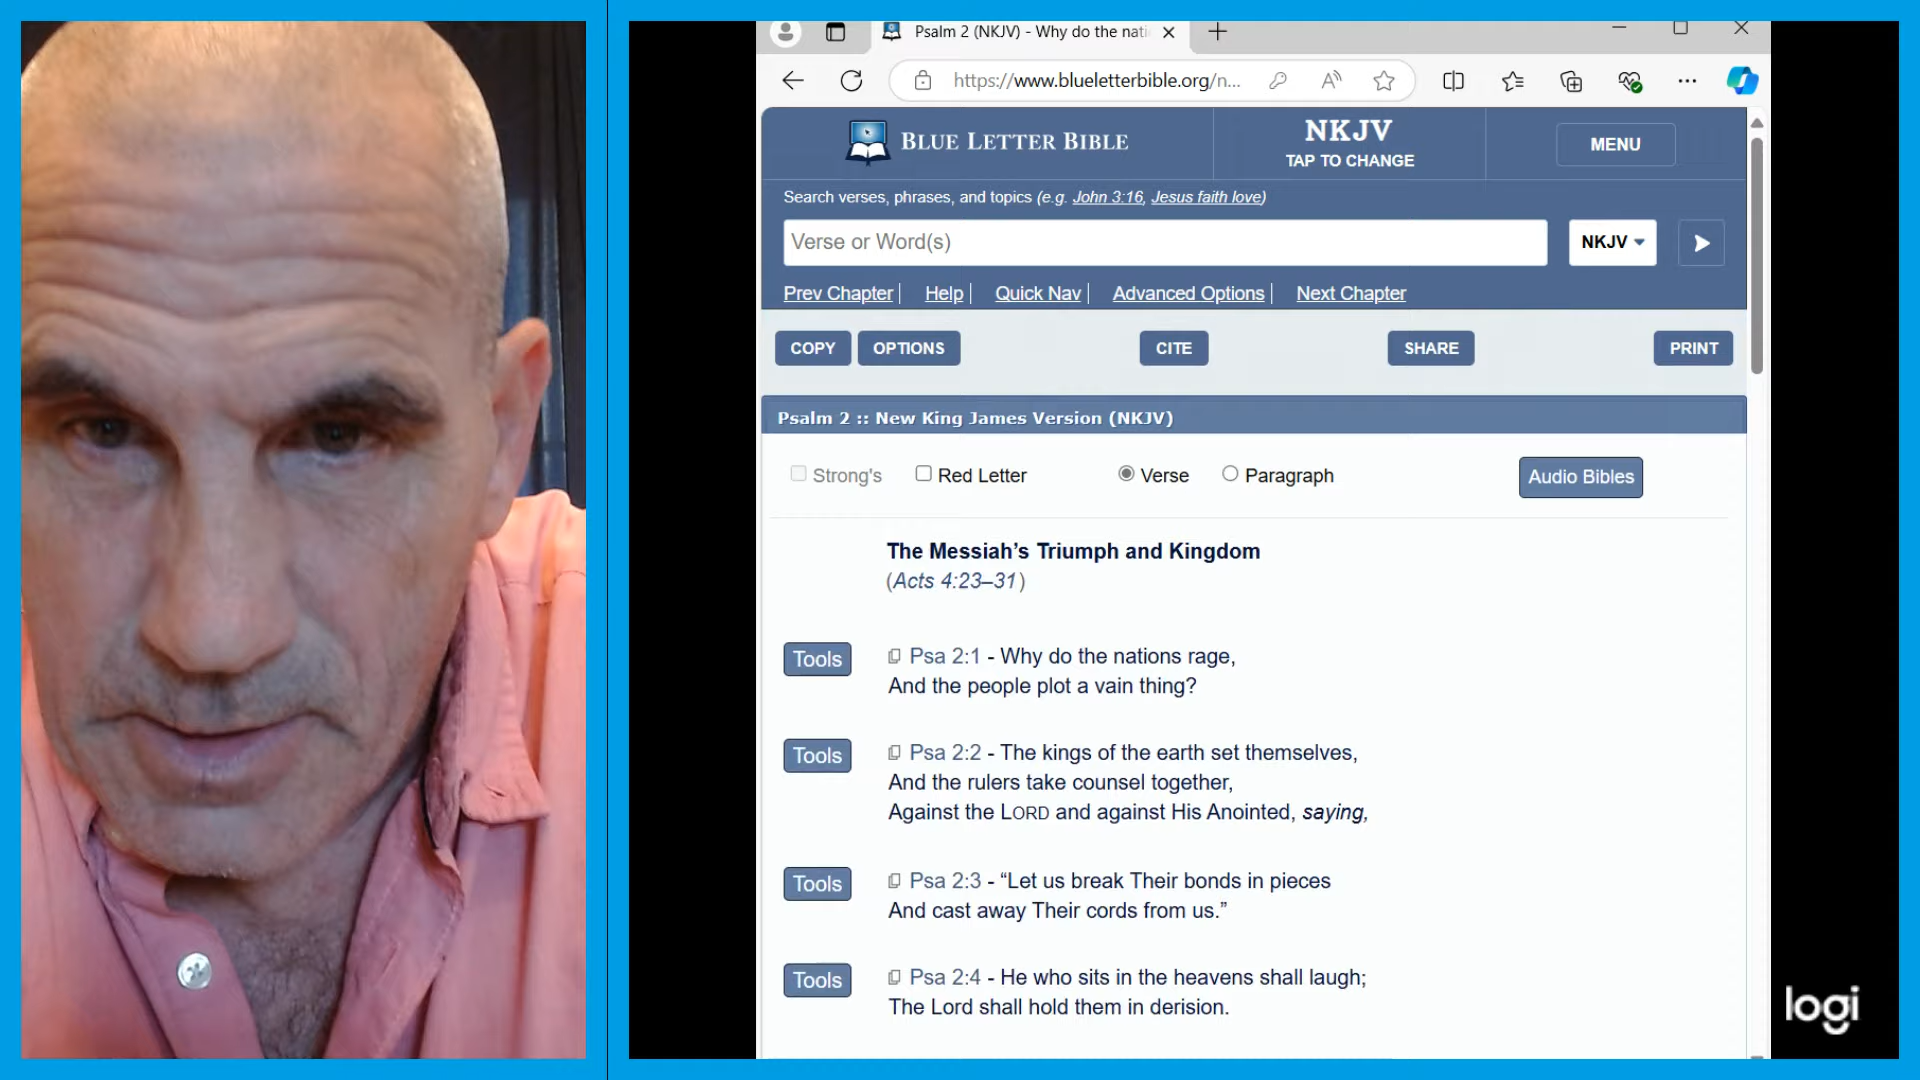 Psalm 2 (NKJV) - Why do the nati
https://www.blueletterbible.org/n...
BLUE LETTER BIBLE
NKJV
TAP TO CHANGE
MENU
Search verses, phrases, and topics (e.g. John 3:16, Jesus faith love)
Verse or Word(s)
NKJV
Prev Chapter | Help | Quick Nav | Advanced Options | Next Chapter
COPY OPTIONS CITE SHARE PRINT
Psalm 2 :: New King James Version (NKJV)
Strong's Red Letter Verse Paragraph Audio Bibles
The Messiah’s Triumph and Kingdom
(Acts 4:23–31)
Tools Psa 2:1 - Why do the nations rage,
And the people plot a vain thing?
Tools Psa 2:2 - The kings of the earth set themselves,
And the rulers take counsel together,
Against the LORD and against His Anointed, saying,
Tools Psa 2:3 - “Let us break Their bonds in pieces
And cast away Their cords from us.”
Tools Psa 2:4 - He who sits in the heavens shall laugh;
The Lord shall hold them in derision.
logi